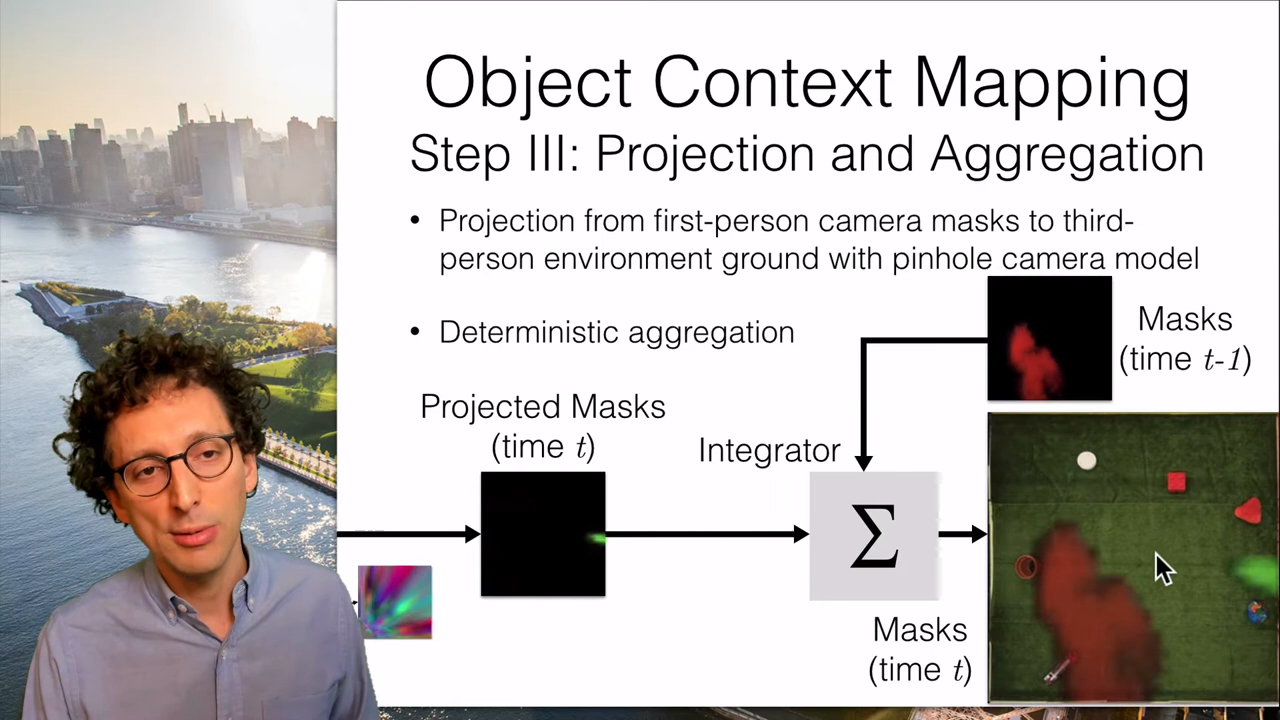 Object Context Mapping
Step III: Projection and Aggregation
• Projection from first-person camera masks to third-
person environment ground with pinhole camera model
• Deterministic aggregation
Masks
(time t-1)
Projected Masks
(time t)
Integrator
Σ
Masks
(time t)